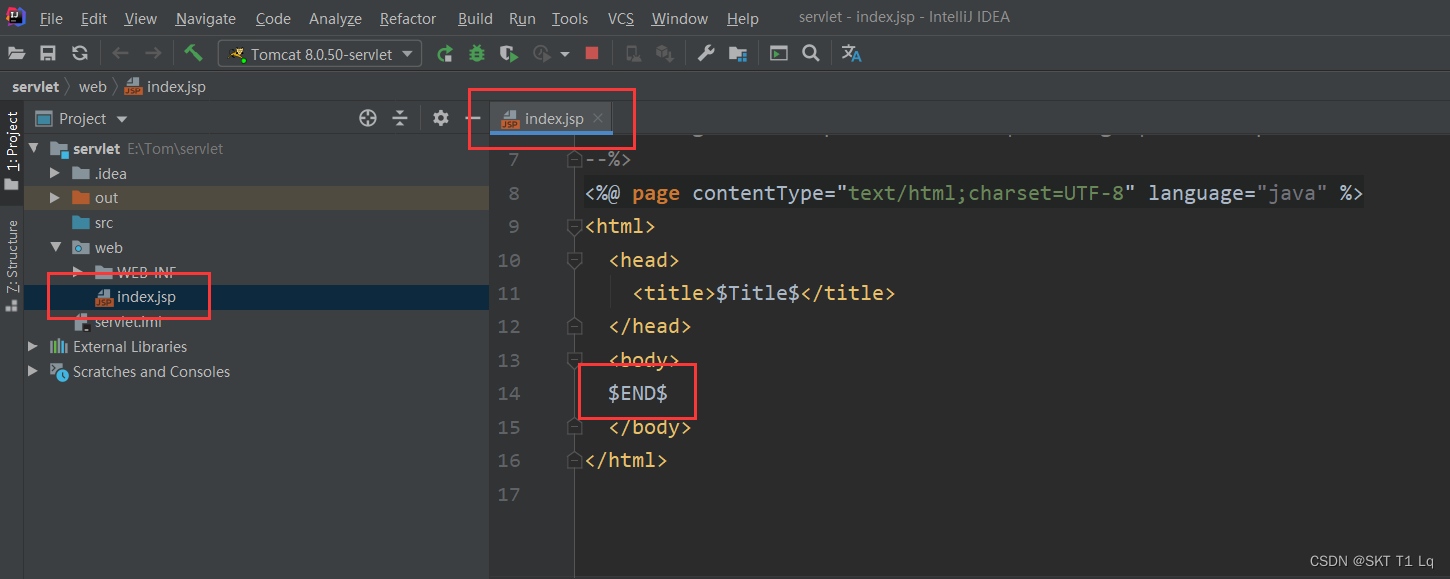 File Edit View Navigate Code Analyze Refactor Build Run Tools VCS Window Help servlet - index.jsp - IntelliJ IDEA
Tomcat 8.0.50-servlet
servlet web index.jsp
1: Project
Project
index.jsp
servlet E:\Tom\servlet
.idea
out
src
web
WEB-INF
index.jsp
servlet.iml
External Libraries
Scratches and Consoles
Z: Structure
7 --%>
8 <%@ page contentType="text/html;charset=UTF-8" language="java" %>
9 <html>
10 <head>
11 <title>$Title$</title>
12 </head>
13 <body>
14 $END$
15 </body>
16 </html>
17
CSDN @SKT T1 Lq